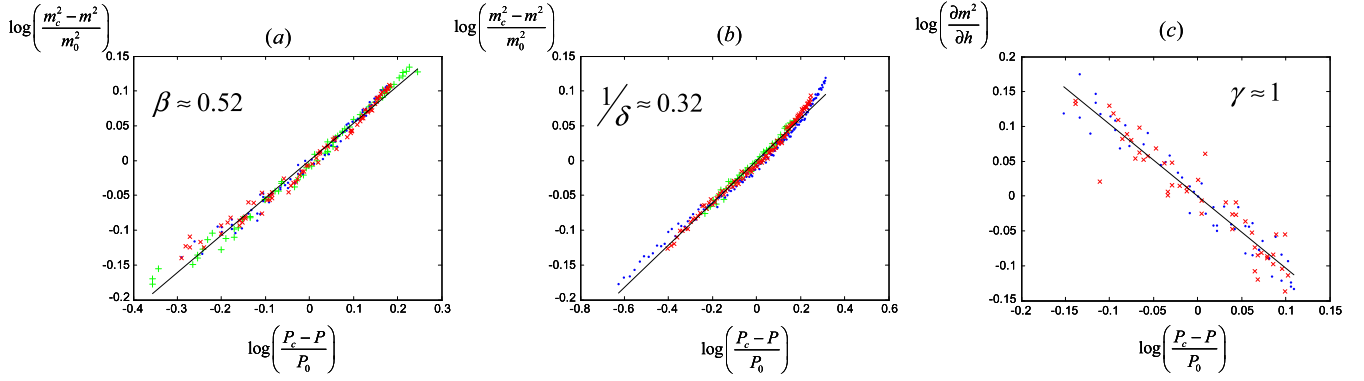 log((m_c^2 − m^2)/m_0^2)
(a)
β ≈ 0.52
0.15
0.1
0.05
0
-0.05
-0.1
-0.15
-0.2
-0.4 -0.3 -0.2 -0.1 0 0.1 0.2 0.3
log((P_c − P)/P_0)
log((m_c^2 − m^2)/m_0^2)
(b)
1/δ ≈ 0.32
0.15
0.1
0.05
0
-0.05
-0.1
-0.15
-0.2
-0.8 -0.6 -0.4 -0.2 0 0.2 0.4 0.6
log((P_c − P)/P_0)
log(∂m^2/∂h)
(c)
γ ≈ 1
0.2
0.15
0.1
0.05
0
-0.05
-0.1
-0.15
-0.2 -0.15 -0.1 -0.05 0 0.05 0.1 0.15
log((P_c − P)/P_0)